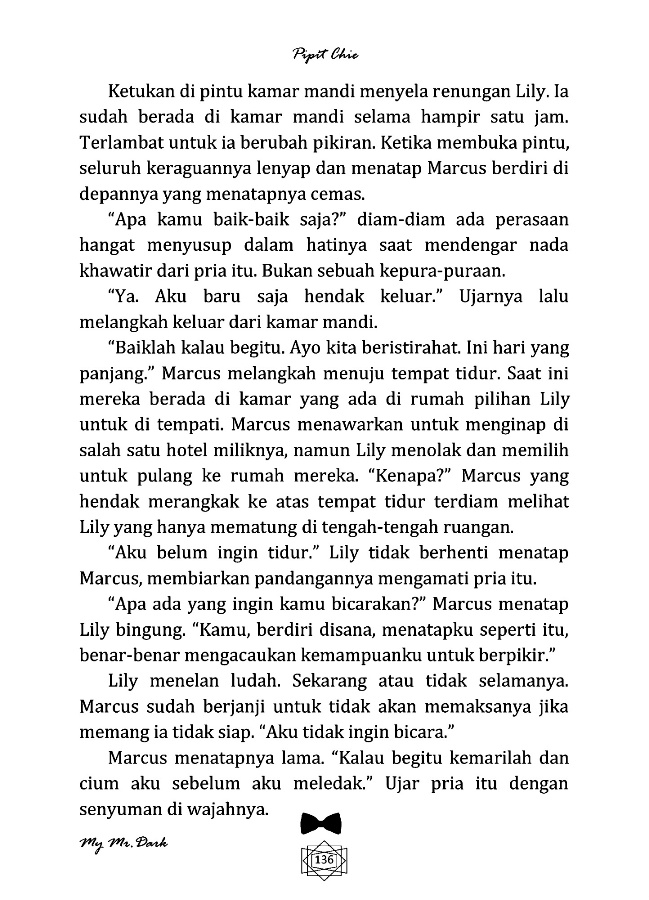 Pipit Chie
Ketukan di pintu kamar mandi menyela renungan Lily. Ia
sudah berada di kamar mandi selama hampir satu jam.
Terlambat untuk ia berubah pikiran. Ketika membuka pintu,
seluruh keraguannya lenyap dan menatap Marcus berdiri di
depannya yang menatapnya cemas.
“Apa kamu baik-baik saja?” diam-diam ada perasaan
hangat menyusup dalam hatinya saat mendengar nada
khawatir dari pria itu. Bukan sebuah kepura-puraan.
“Ya. Aku baru saja hendak keluar.” Ujarnya lalu
melangkah keluar dari kamar mandi.
“Baiklah kalau begitu. Ayo kita beristirahat. Ini hari yang
panjang.” Marcus melangkah menuju tempat tidur. Saat ini
mereka berada di kamar yang ada di rumah pilihan Lily
untuk di tempati. Marcus menawarkan untuk menginap di
salah satu hotel miliknya, namun Lily menolak dan memilih
untuk pulang ke rumah mereka. “Kenapa?” Marcus yang
hendak merangkak ke atas tempat tidur terdiam melihat
Lily yang hanya mematung di tengah-tengah ruangan.
“Aku belum ingin tidur.” Lily tidak berhenti menatap
Marcus, membiarkan pandangannya mengamati pria itu.
“Apa ada yang ingin kamu bicarakan?” Marcus menatap
Lily bingung. “Kamu, berdiri disana, menatapku seperti itu,
benar-benar mengacaukan kemampuanku untuk berpikir.”
Lily menelan ludah. Sekarang atau tidak selamanya.
Marcus sudah berjanji untuk tidak akan memaksanya jika
memang ia tidak siap. “Aku tidak ingin bicara.”
Marcus menatapnya lama. “Kalau begitu kemarilah dan
cium aku sebelum aku meledak.” Ujar pria itu dengan
senyuman di wajahnya.
My Mr. Dark
136